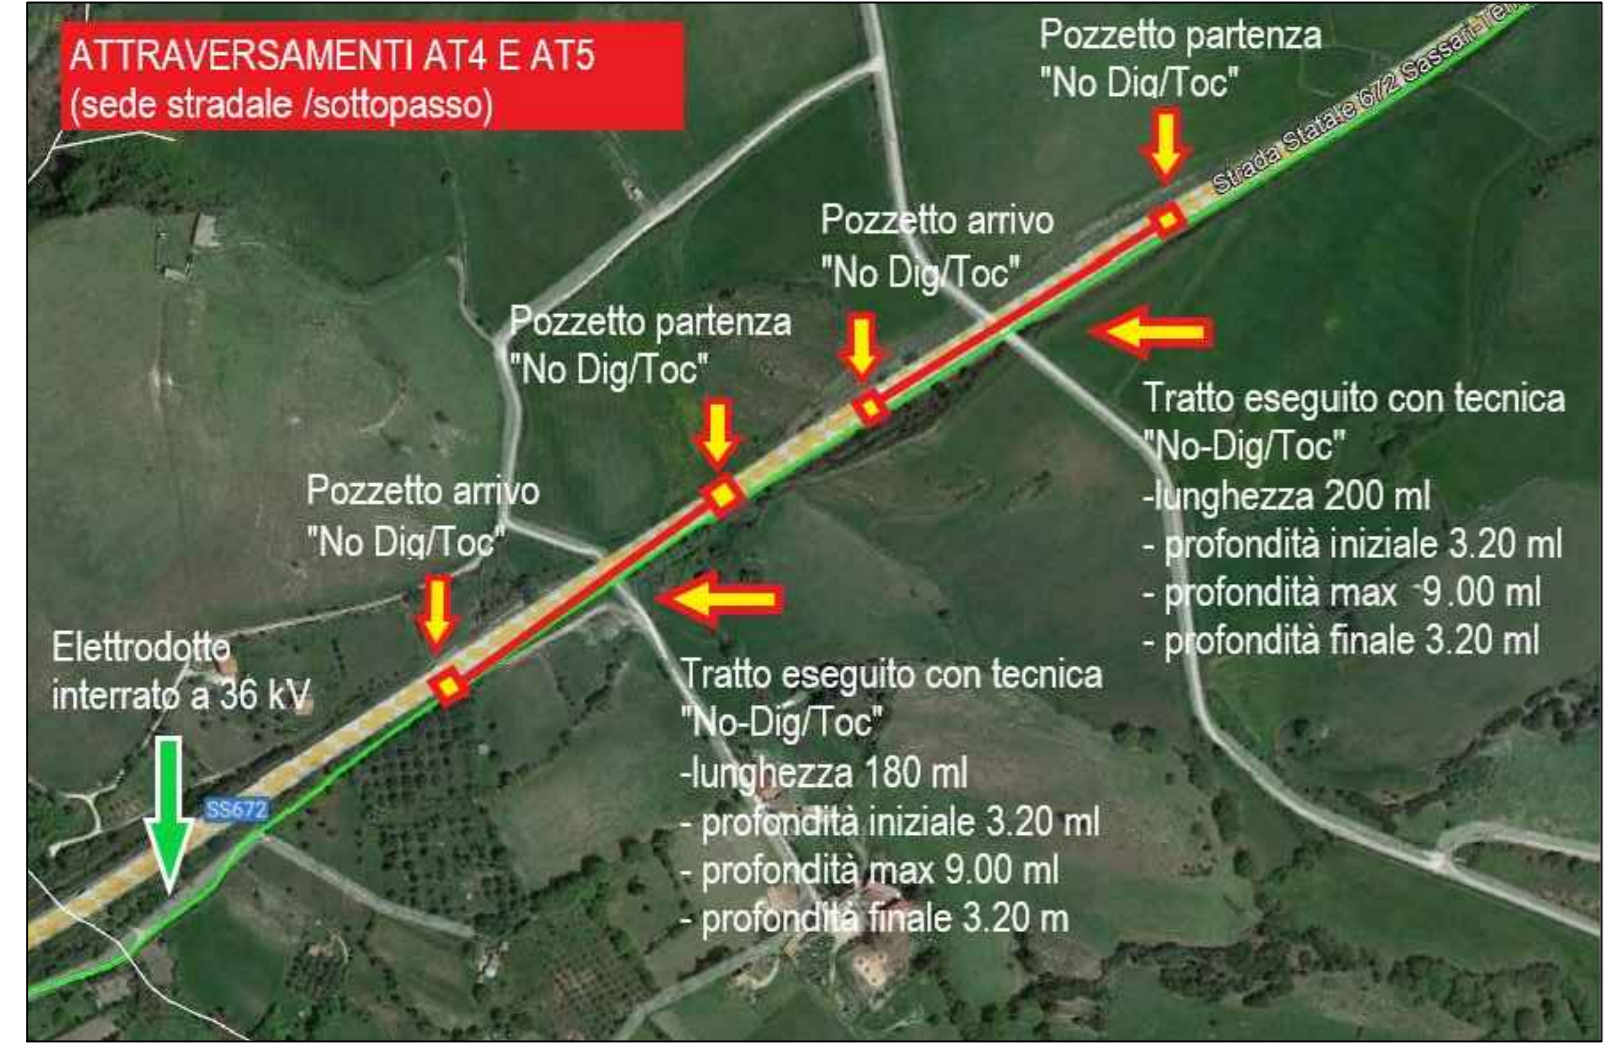 ATTRAVERSAMENTI AT4 E AT5
(sede stradale /sottopasso)
Pozzetto partenza
"No Dig/Toc"
Strada Statale 672 Sassari-Tem
Pozzetto arrivo
"No Dig/Toc"
Pozzetto partenza
"No Dig/Toc"
Tratto eseguito con tecnica
"No-Dig/Toc"
-lunghezza 200 ml
- profondità iniziale 3.20 ml
- profondità max -9.00 ml
- profondità finale 3.20 ml
Pozzetto arrivo
"No Dig/Toc"
Elettrodotto
interrato a 36 kV
SS672
Tratto eseguito con tecnica
"No-Dig/Toc"
-lunghezza 180 ml
- profondità iniziale 3.20 ml
- profondità max 9.00 ml
- profondità finale 3.20 m